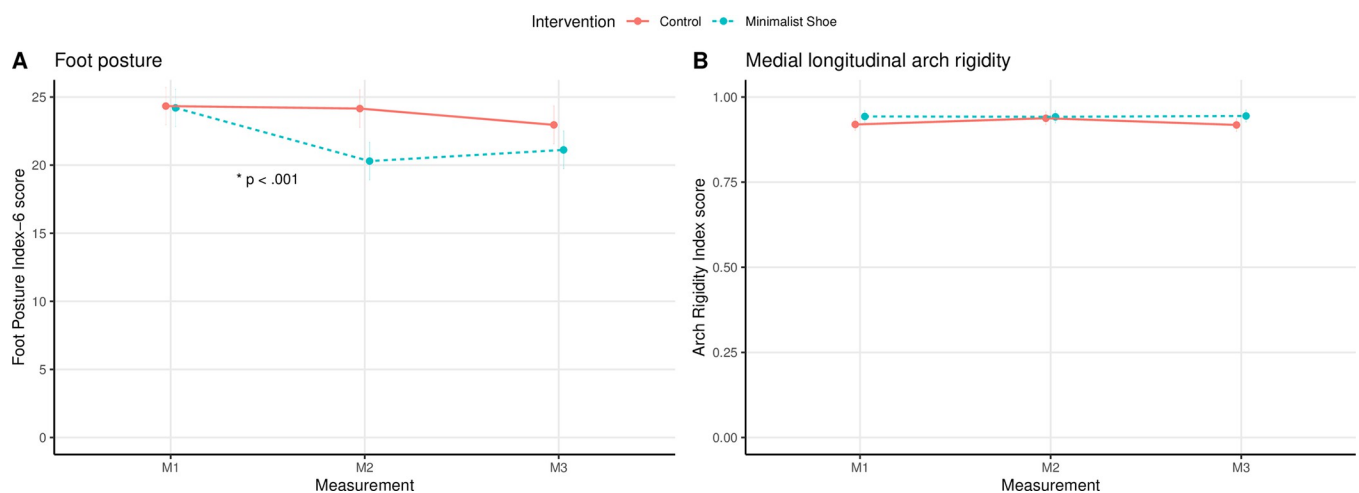 Intervention Control Minimalist Shoe
A Foot posture
25
20
15
10
5
0
Foot Posture Index−6 score
* p < .001
M1 M2 M3
Measurement
B Medial longitudinal arch rigidity
1.00
0.75
0.50
0.25
0.00
Arch Rigidity Index score
M1 M2 M3
Measurement